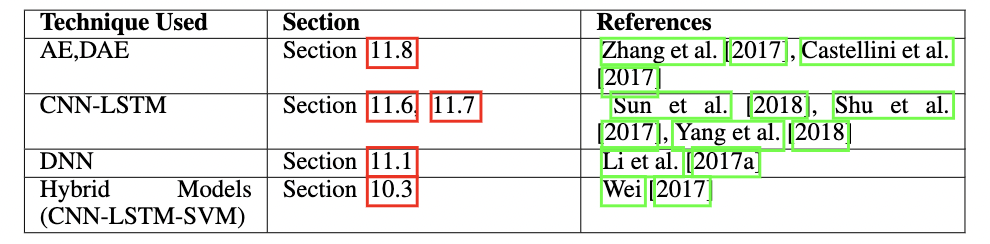 Technique Used Section References
AE,DAE Section 11.8 Zhang et al. [2017], Castellini et al.
[2017]
CNN-LSTM Section 11.6, 11.7 Sun et al. [2018], Shu et al.
[2017], Yang et al. [2018]
DNN Section 11.1 Li et al. [2017a]
Hybrid Models Section 10.3 Wei [2017]
(CNN-LSTM-SVM)